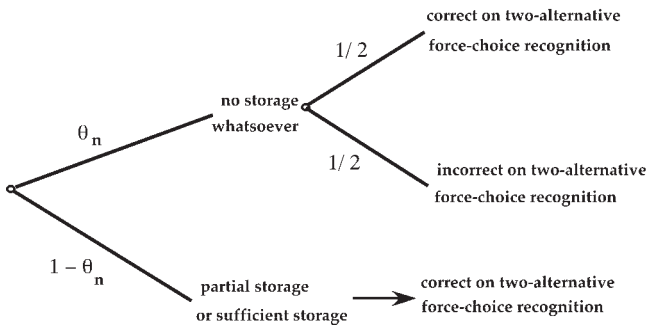 correct on two-alternative
force-choice recognition
1/2
no storage
whatsoever
θn
1/2
incorrect on two-alternative
force-choice recognition
1 − θn
partial storage
or sufficient storage
correct on two-alternative
force-choice recognition